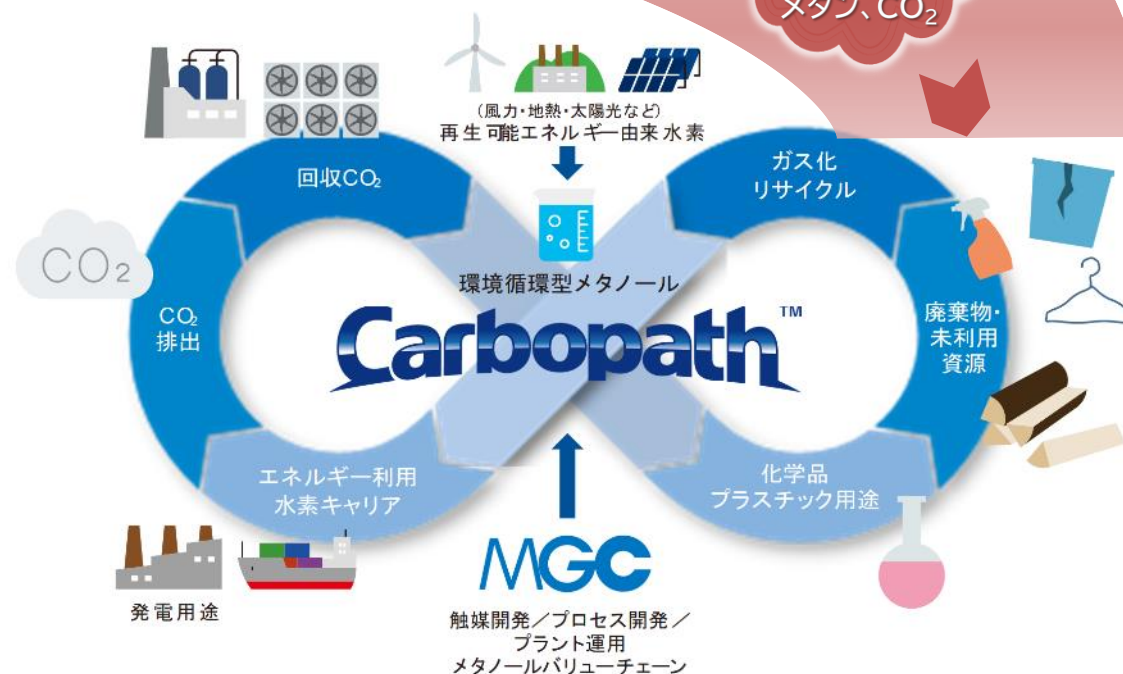 メタン、CO₂
(風力・地熱・太陽光など)
再生可能エネルギー由来水素
回収CO₂
ガス化
リサイクル
環境循環型メタノール
CO₂
CO₂
排出
Carbopath™
廃棄物・
未利用
資源
エネルギー利用
水素キャリア
化学品
プラスチック用途
発電用途
MGC
触媒開発／プロセス開発／
プラント運用
メタノールバリューチェーン